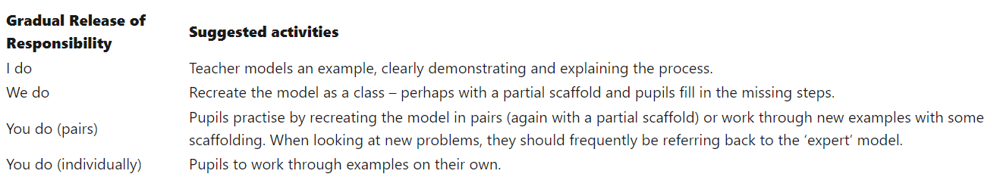 Gradual Release of
Responsibility
Suggested activities
I do
Teacher models an example, clearly demonstrating and explaining the process.
We do
Recreate the model as a class – perhaps with a partial scaffold and pupils fill in the missing steps.
You do (pairs)
Pupils practise by recreating the model in pairs (again with a partial scaffold) or work through new examples with some
scaffolding. When looking at new problems, they should frequently be referring back to the ‘expert’ model.
You do (individually)
Pupils to work through examples on their own.